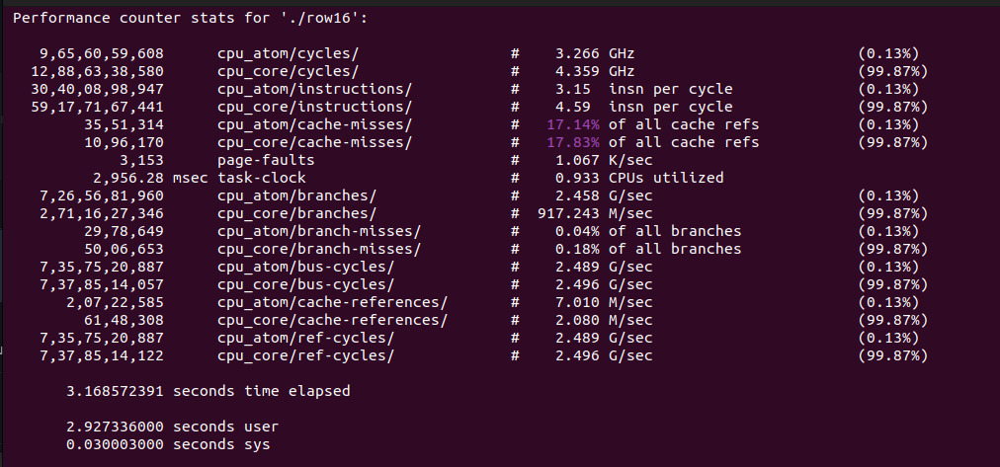 Performance counter stats for './row16':
9,65,60,59,608 cpu_atom/cycles/ # 3.266 GHz (0.13%)
12,88,63,38,580 cpu_core/cycles/ # 4.359 GHz (99.87%)
30,40,08,98,947 cpu_atom/instructions/ # 3.15 insn per cycle (0.13%)
59,17,71,67,441 cpu_core/instructions/ # 4.59 insn per cycle (99.87%)
35,51,314 cpu_atom/cache-misses/ # 17.14% of all cache refs (0.13%)
10,96,170 cpu_core/cache-misses/ # 17.83% of all cache refs (99.87%)
3,153 page-faults # 1.067 K/sec
2,956.28 msec task-clock # 0.933 CPUs utilized
7,26,56,81,960 cpu_atom/branches/ # 2.458 G/sec (0.13%)
2,71,16,27,346 cpu_core/branches/ # 917.243 M/sec (99.87%)
29,78,649 cpu_atom/branch-misses/ # 0.04% of all branches (0.13%)
50,06,653 cpu_core/branch-misses/ # 0.18% of all branches (99.87%)
7,35,75,20,887 cpu_atom/bus-cycles/ # 2.489 G/sec (0.13%)
7,37,85,14,057 cpu_core/bus-cycles/ # 2.496 G/sec (99.87%)
2,07,22,585 cpu_atom/cache-references/ # 7.010 M/sec (0.13%)
61,48,308 cpu_core/cache-references/ # 2.080 M/sec (99.87%)
7,35,75,20,887 cpu_atom/ref-cycles/ # 2.489 G/sec (0.13%)
7,37,85,14,122 cpu_core/ref-cycles/ # 2.496 G/sec (99.87%)
3.168572391 seconds time elapsed
2.927336000 seconds user
0.030003000 seconds sys